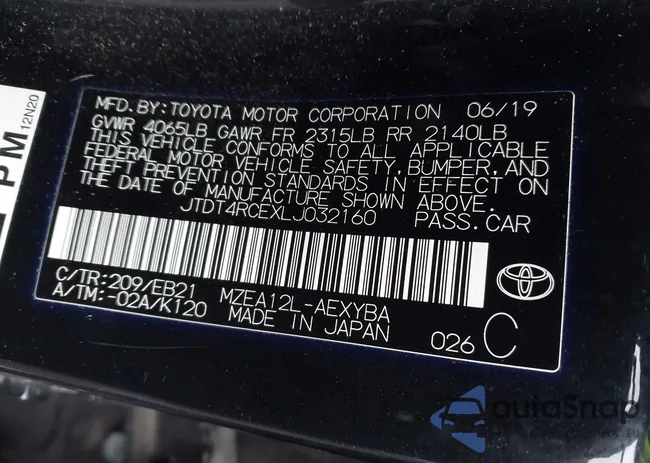 PM
12N20
MFD. BY: TOYOTA MOTOR CORPORATION 06/19
GVWR 4065LB GAWR FR 2315LB RR 2140LB
THIS VEHICLE CONFORMS TO ALL APPLICABLE
FEDERAL MOTOR VEHICLE SAFETY,BUMPER,AND
THEFT PREVENTION STANDARDS IN EFFECT ON
THE DATE OF MANUFACTURE SHOWN ABOVE.
JTDT4RCEXLJ032160 PASS.CAR
C/TR:209/EB21 MZEA12L-AEXYBA
A/TM:-02A/K120 MADE IN JAPAN
026 C
autoSnap